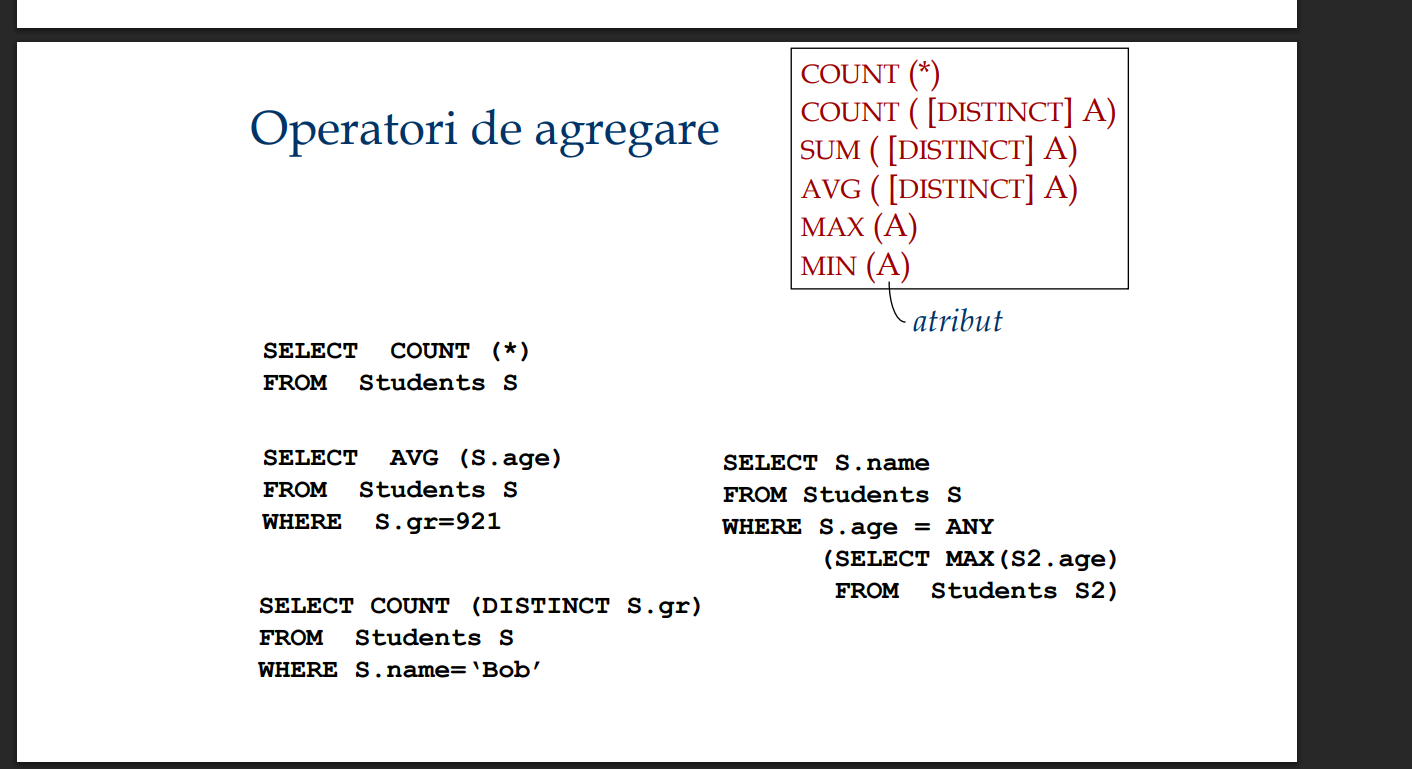 Operatori de agregare
COUNT (*)
COUNT ( [DISTINCT] A)
SUM ( [DISTINCT] A)
AVG ( [DISTINCT] A)
MAX (A)
MIN (A)
atribut
SELECT COUNT (*)
FROM Students S
SELECT AVG (S.age)
FROM Students S
WHERE S.gr=921
SELECT COUNT (DISTINCT S.gr)
FROM Students S
WHERE S.name=‘Bob’
SELECT S.name
FROM Students S
WHERE S.age = ANY
(SELECT MAX(S2.age)
FROM Students S2)